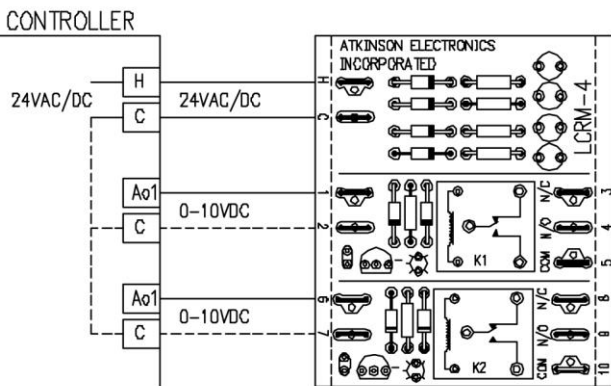 CONTROLLER
ATKINSON ELECTRONICS
INCORPORATED
LCRM-4
H
24VAC/DC
24VAC/DC
H
C
C
Ao1
0-10VDC
1
N/C
3
C
2
N/O
4
COM
5
K1
Ao1
0-10VDC
6
N/C
8
C
7
N/O
9
COM
10
K2